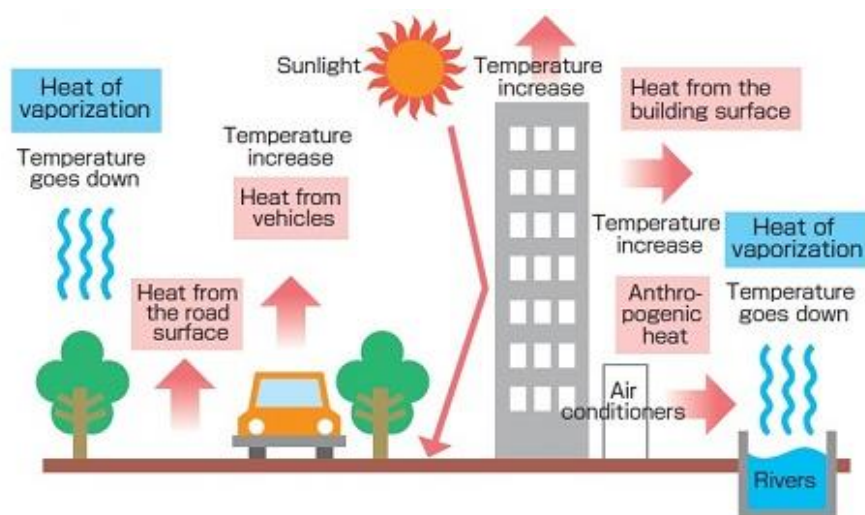 Sunlight
Heat of
vaporization
Temperature
goes down
Temperature
increase
Heat from
vehicles
Heat from
the road
surface
Temperature
increase
Heat from the
building surface
Temperature
increase
Anthro-
pogenic
heat
Air
conditioners
Heat of
vaporization
Temperature
goes down
Rivers